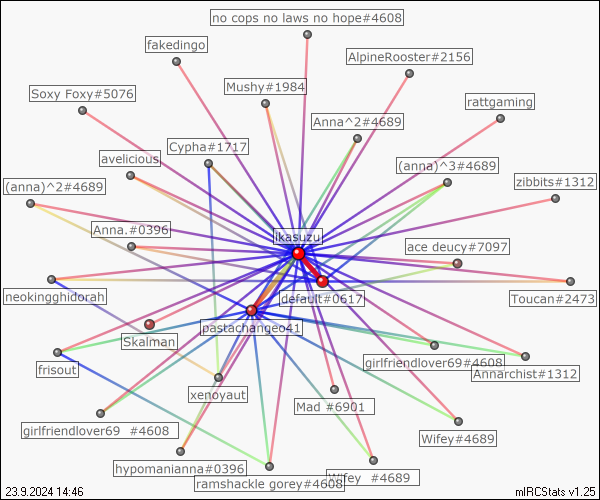 no cops no laws no hope#4608
fakedingo
AlpineRooster#2156
Soxy Foxy#5076
Mushy#1984
rattgaming
Anna^2#4689
Cypha#1717
avelicious
(anna)^3#4689
(anna)^2#4689
zibbits#1312
Anna.#0396
ikasuzu
ace deucy#7097
neokingghidorah
default#0617
Toucan#2473
pastachangeo41
Skalman
frisout
girlfriendlover69#4608
Annarchist#1312
xenoyaut
Mad #6901
girlfriendlover69 #4608
Wifey#4689
hypomanianna#0396
Wifey #4689
ramshackle gorey#4608
23.9.2024 14:46
mIRCStats v1.25